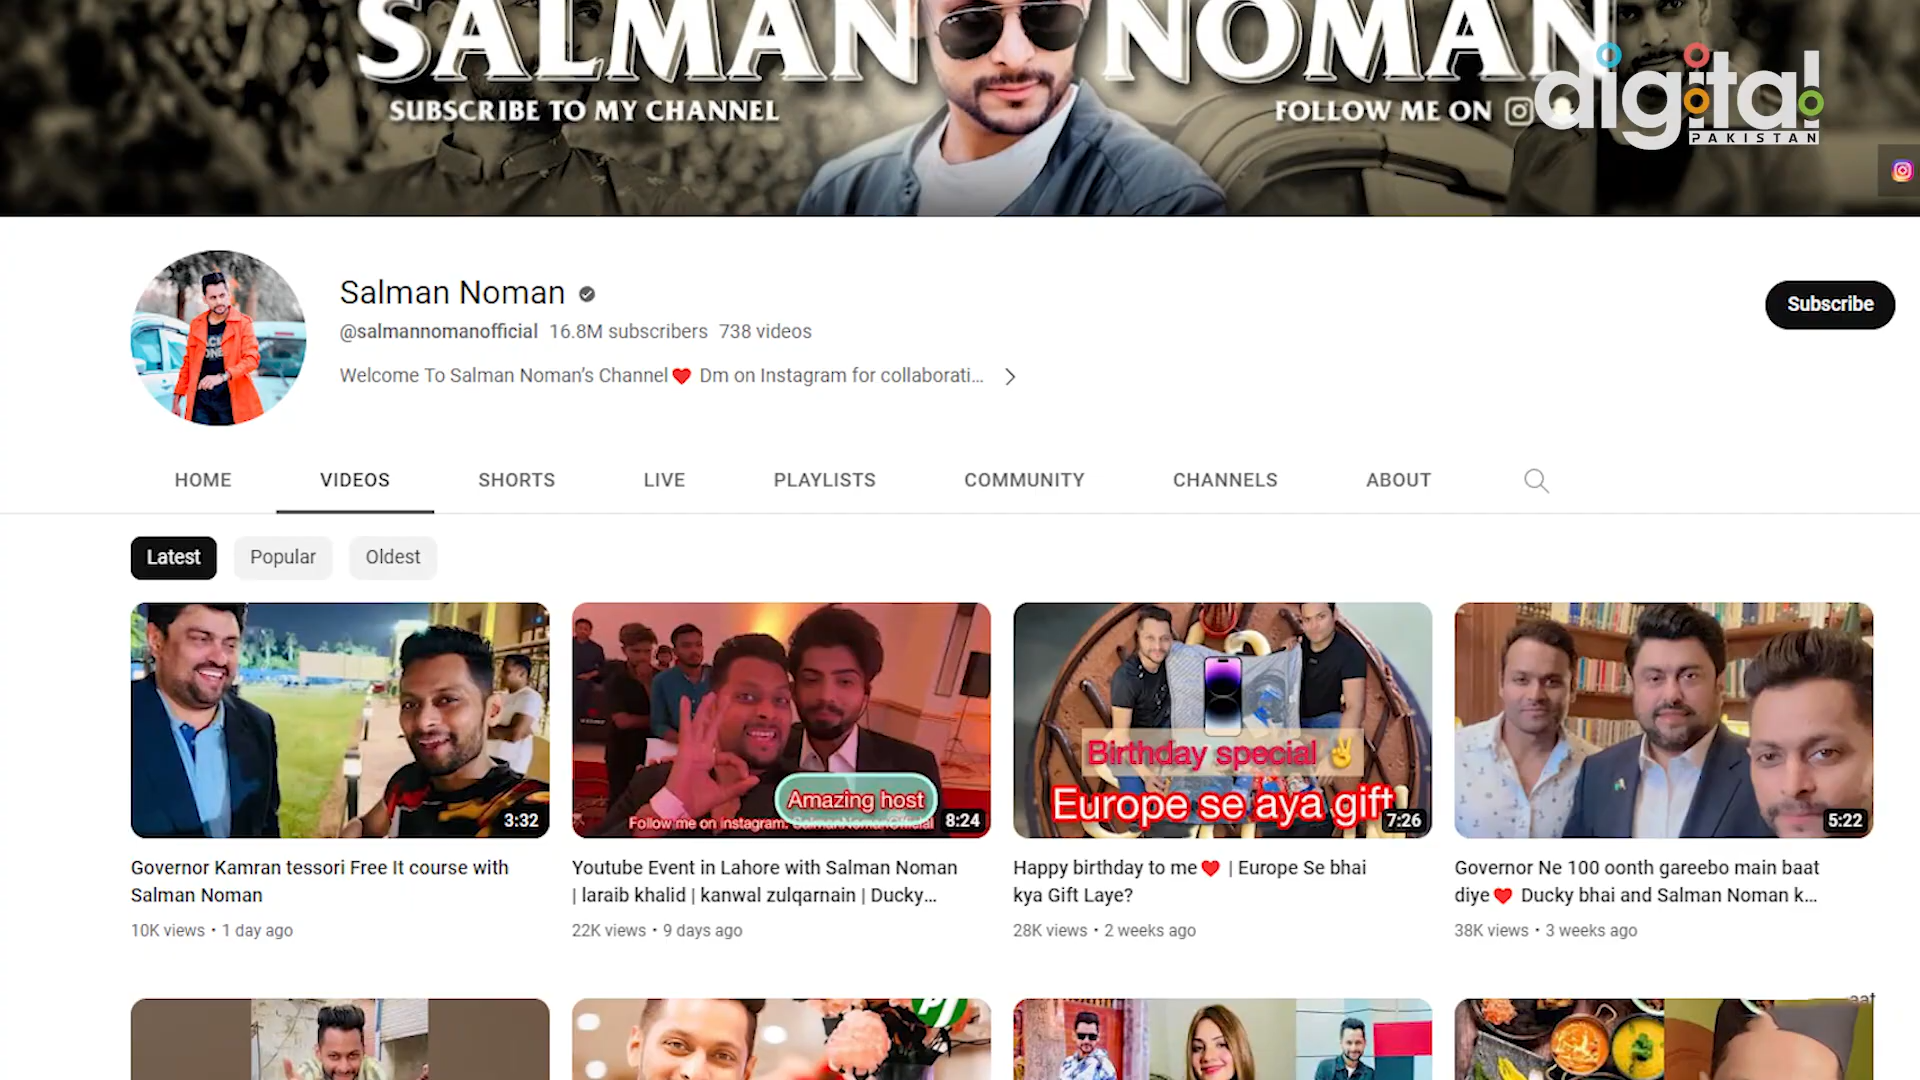 SALMAN NOMAN
SUBSCRIBE TO MY CHANNEL
FOLLOW ME ON
digital
PAKISTAN
Salman Noman
@salmannomanofficial 16.8M subscribers 738 videos
Welcome To Salman Noman’s Channel❤️ Dm on Instagram for collaborati...
Subscribe
HOME VIDEOS SHORTS LIVE PLAYLISTS COMMUNITY CHANNELS ABOUT
Latest Popular Oldest
3:32
Amazing host
Follow me on instagram: SalmanNomanOfficial
8:24
Birthday special ✌️
Europe se aya gift
7:26
5:22
Governor Kamran tessori Free It course with
Salman Noman
10K views • 1 day ago
Youtube Event in Lahore with Salman Noman
| laraib khalid | kanwal zulqarnain | Ducky...
22K views • 9 days ago
Happy birthday to me❤️ | Europe Se bhai
kya Gift Laye?
28K views • 2 weeks ago
Governor Ne 100 oonth gareebo main baat
diye❤️ Ducky bhai and Salman Noman k...
38K views • 3 weeks ago